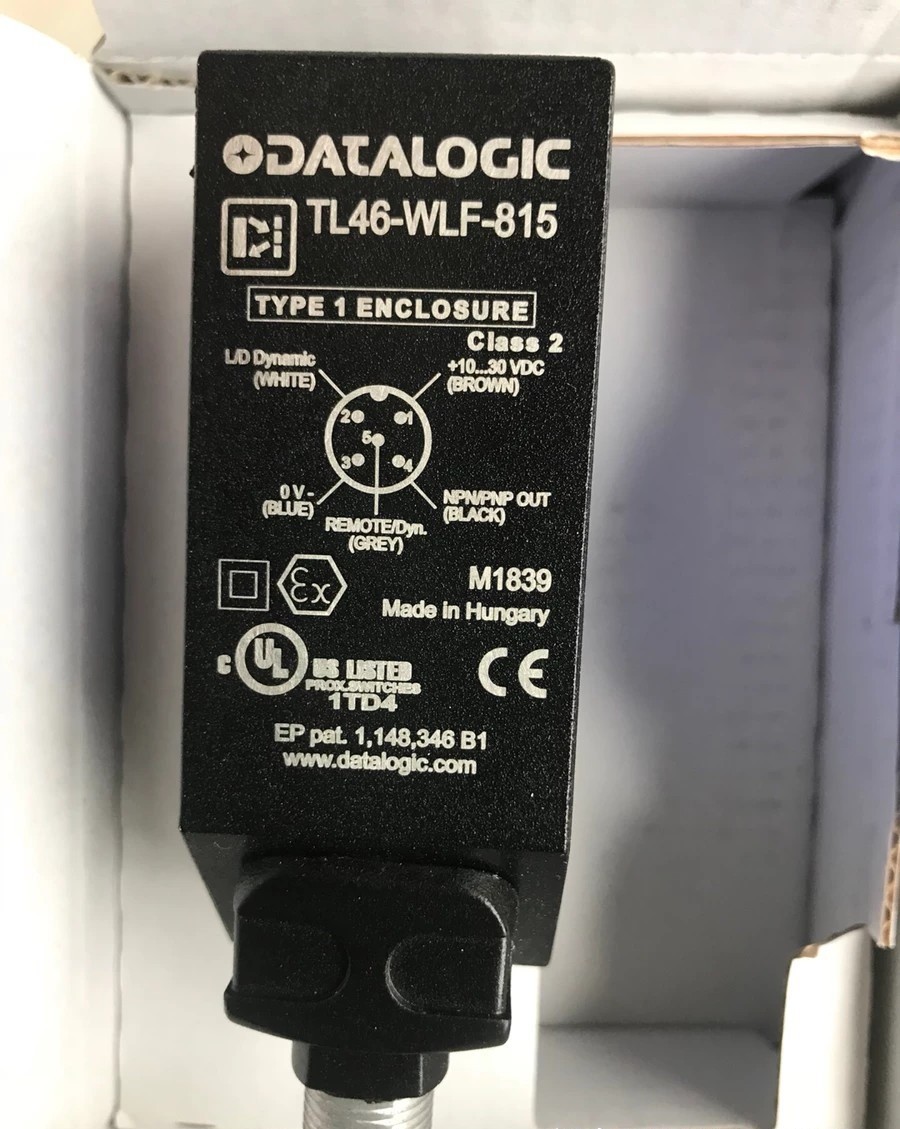 DATALOGIC
TL46-WLF-815
TYPE 1 ENCLOSURE
Class 2
L/D Dynamic
(WHITE)
+10...30 VDC
(BROWN)
2 1
5
3 4
0 V-
(BLUE)
NPN/PNP OUT
(BLACK)
REMOTE/Dyn.
(GREY)
εx
M1839
Made in Hungary
C UL US LISTED
PROX.SWITCHES
1TD4
CE
EP pat. 1,148,346 B1
www.datalogic.com